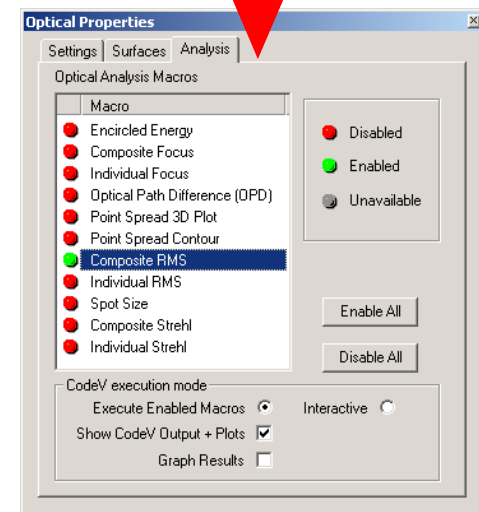 Optical Properties
Settings Surfaces Analysis
Optical Analysis Macros
Macro
Encircled Energy
Composite Focus
Individual Focus
Optical Path Difference (OPD)
Point Spread 3D Plot
Point Spread Contour
Composite RMS
Individual RMS
Spot Size
Composite Strehl
Individual Strehl
Disabled
Enabled
Unavailable
Enable All
Disable All
CodeV execution mode
Execute Enabled Macros Interactive
Show CodeV Output + Plots
Graph Results